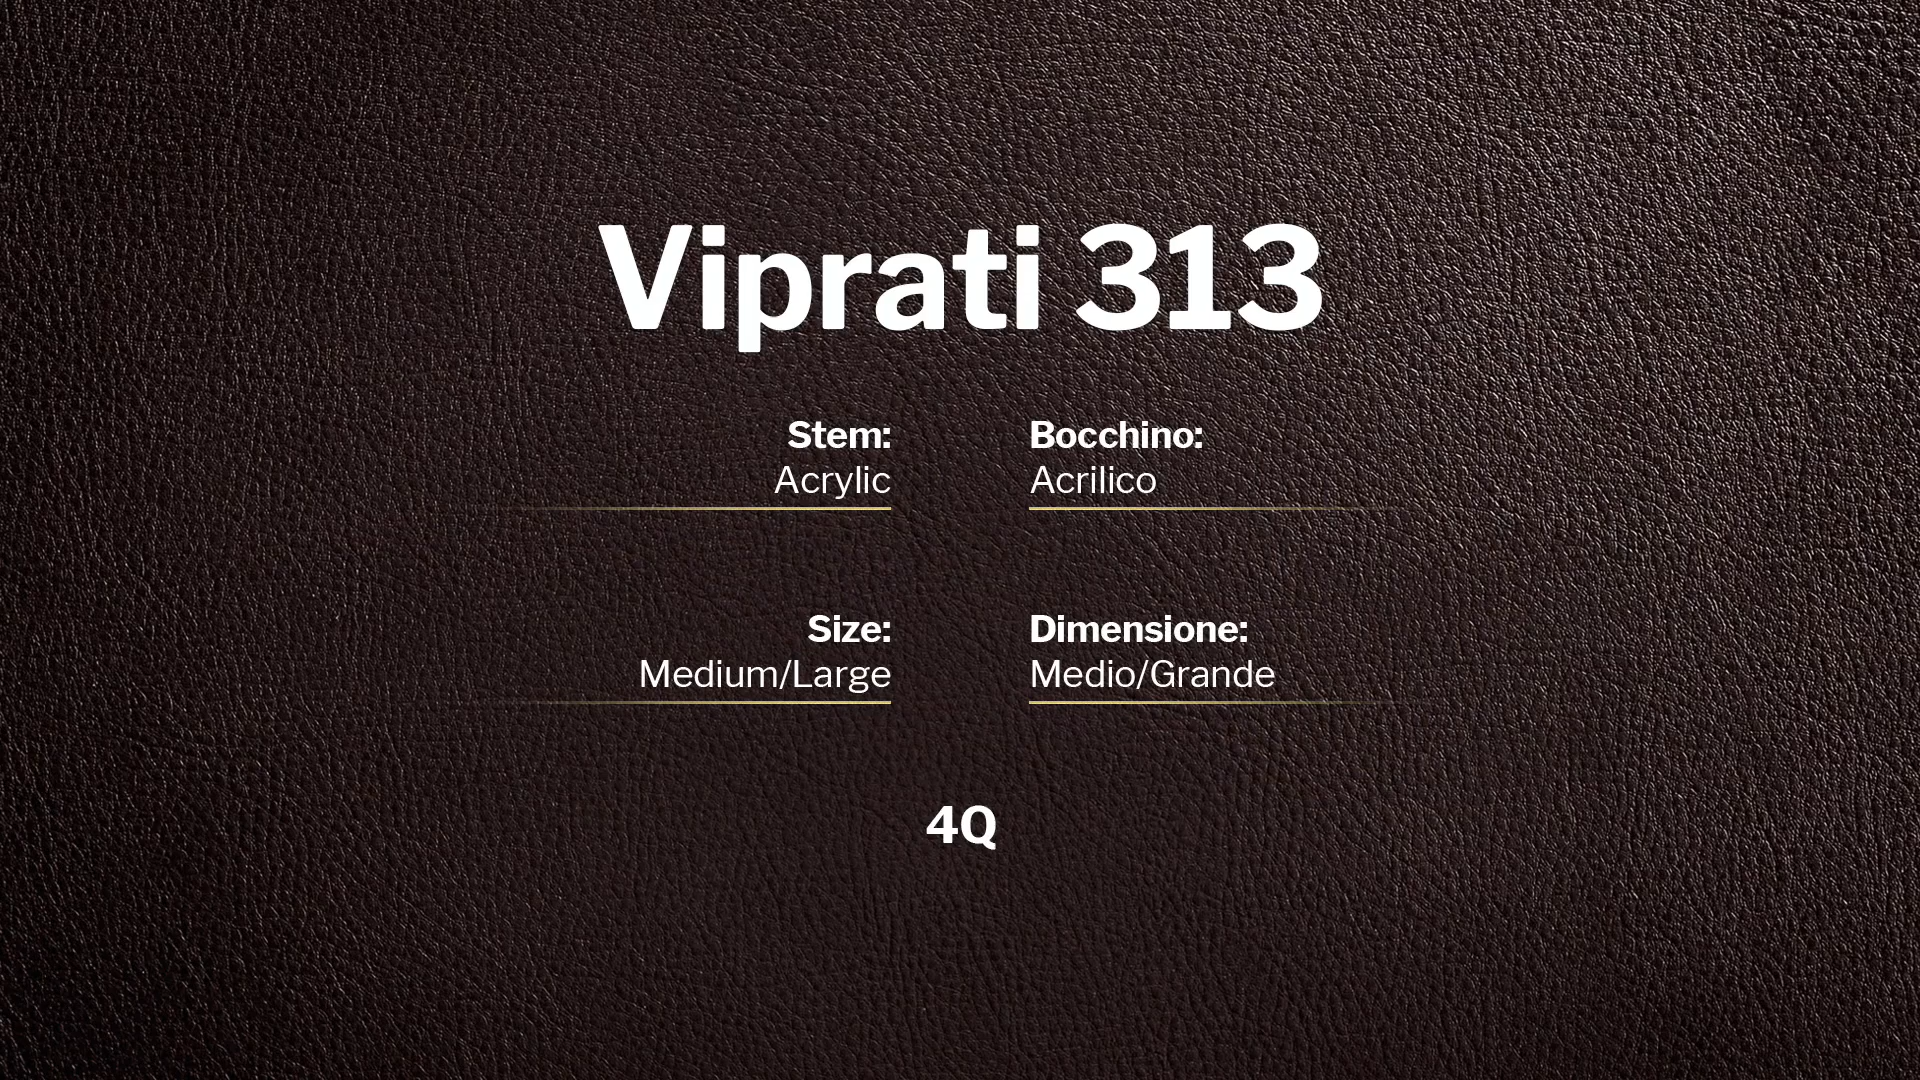 Viprati 313
Stem:
Acrylic
Bocchino:
Acrilico
Size:
Medium/Large
Dimensione:
Medio/Grande
4Q